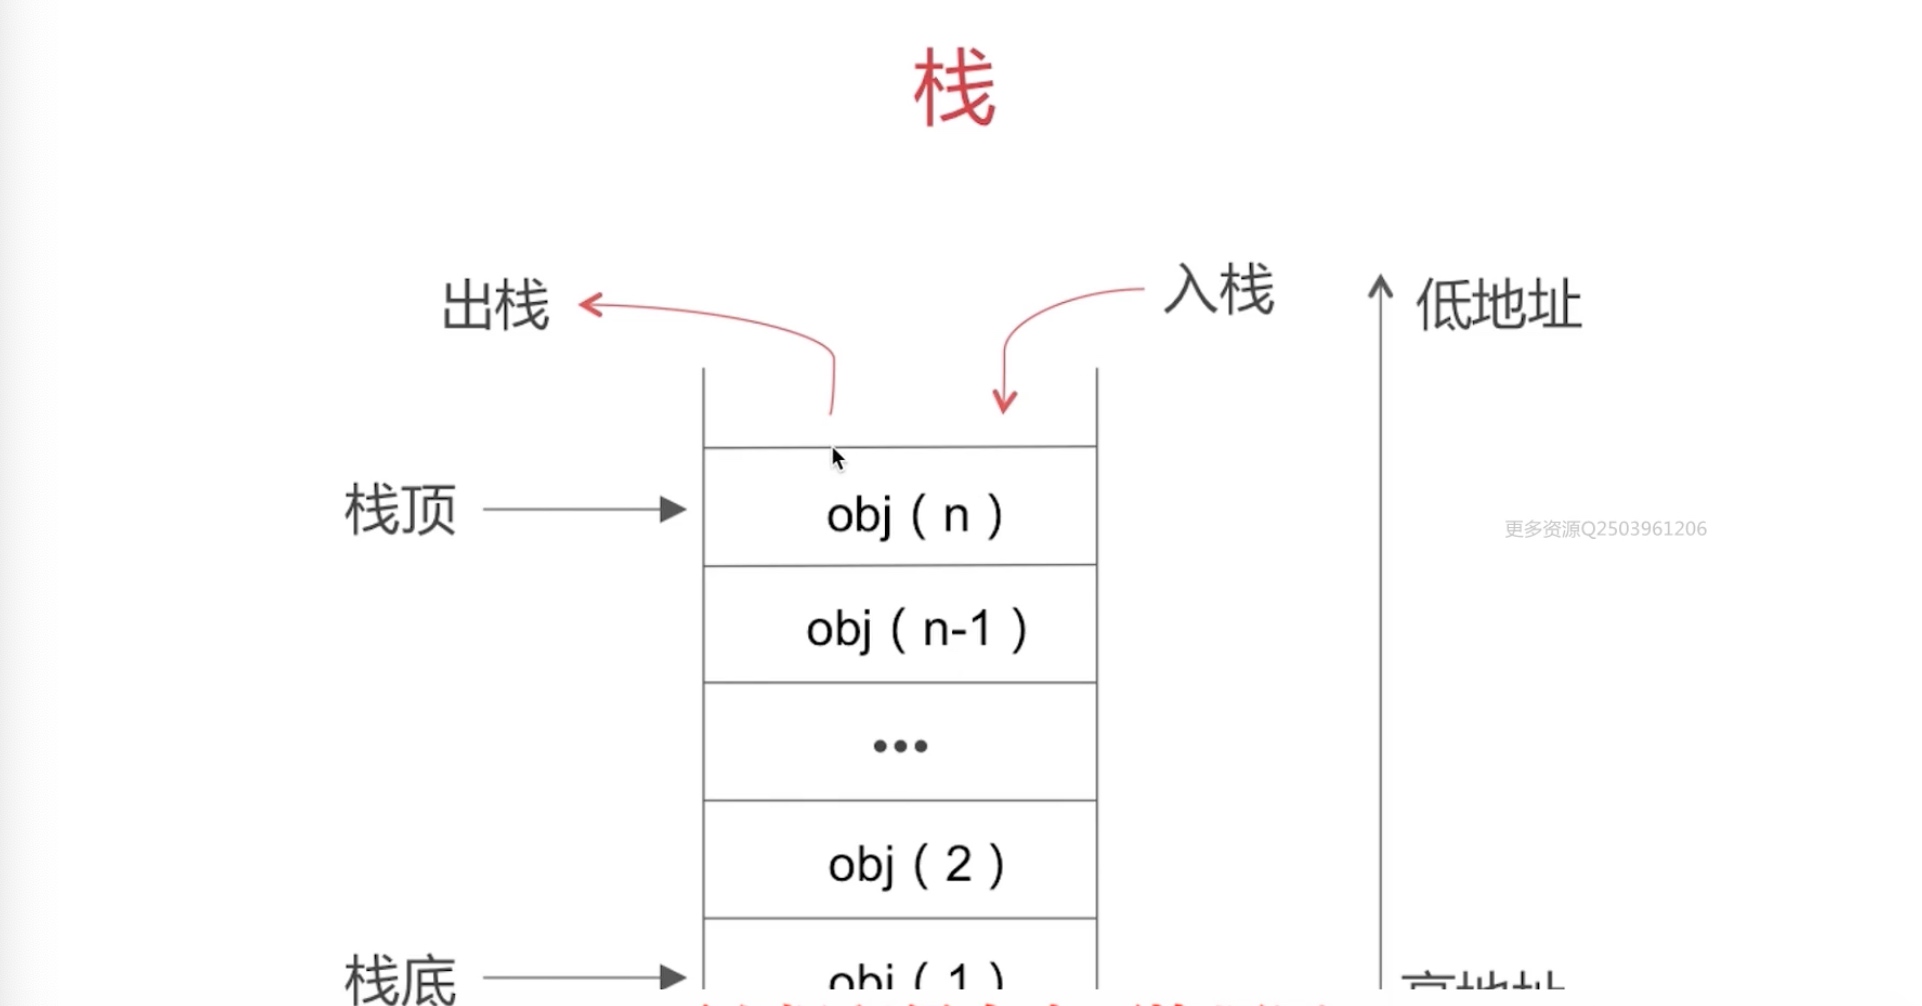 栈
出栈
入栈
低地址
栈顶
obj ( n )
更多资源Q2503961206
obj ( n-1 )
•••
obj ( 2 )
栈底
obj ( 1 )
高地址